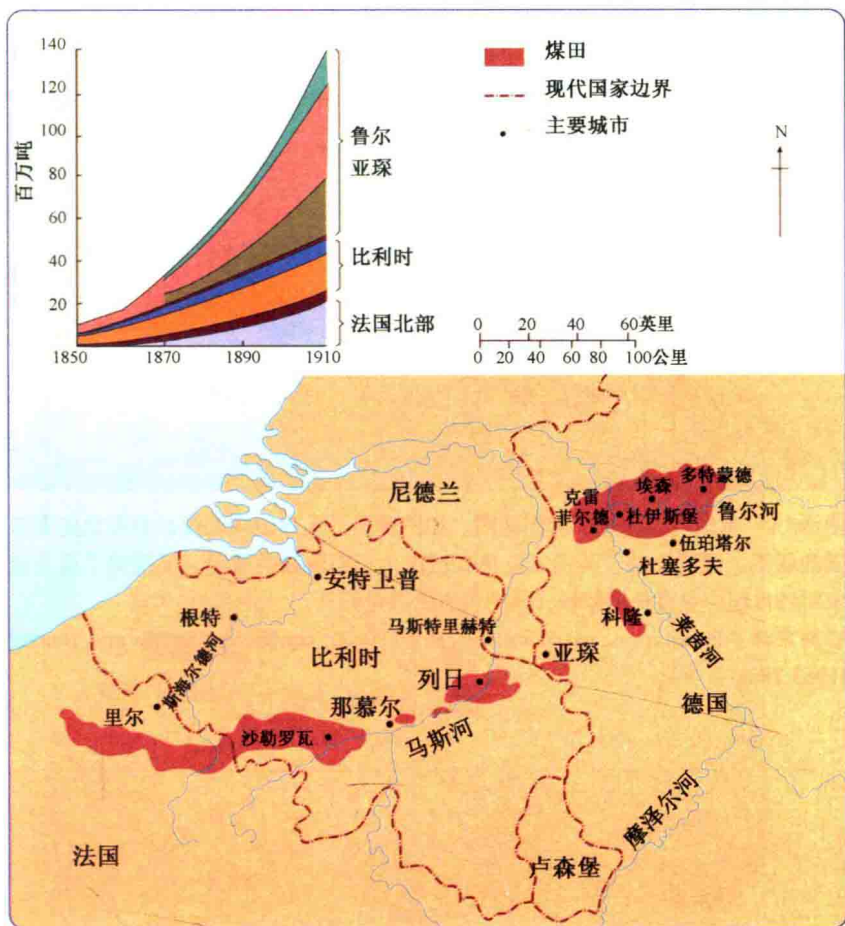 140
120
100
80
60
40
20
百万吨
1850
1870
1890
1910
鲁尔
亚琛
比利时
法国北部
煤田
现代国家边界
主要城市
N
0
40
60英里
0
20
40
60
80
100公里
尼德兰
克雷
菲尔德
埃森
多特蒙德
杜伊斯堡
鲁尔河
伍珀塔尔
杜塞多夫
安特卫普
根特
斯海尔德河
马斯特里赫特
科隆
莱茵河
比利时
亚琛
列日
德国
里尔
那慕尔
沙勒罗瓦
马斯河
摩泽尔河
法国
卢森堡